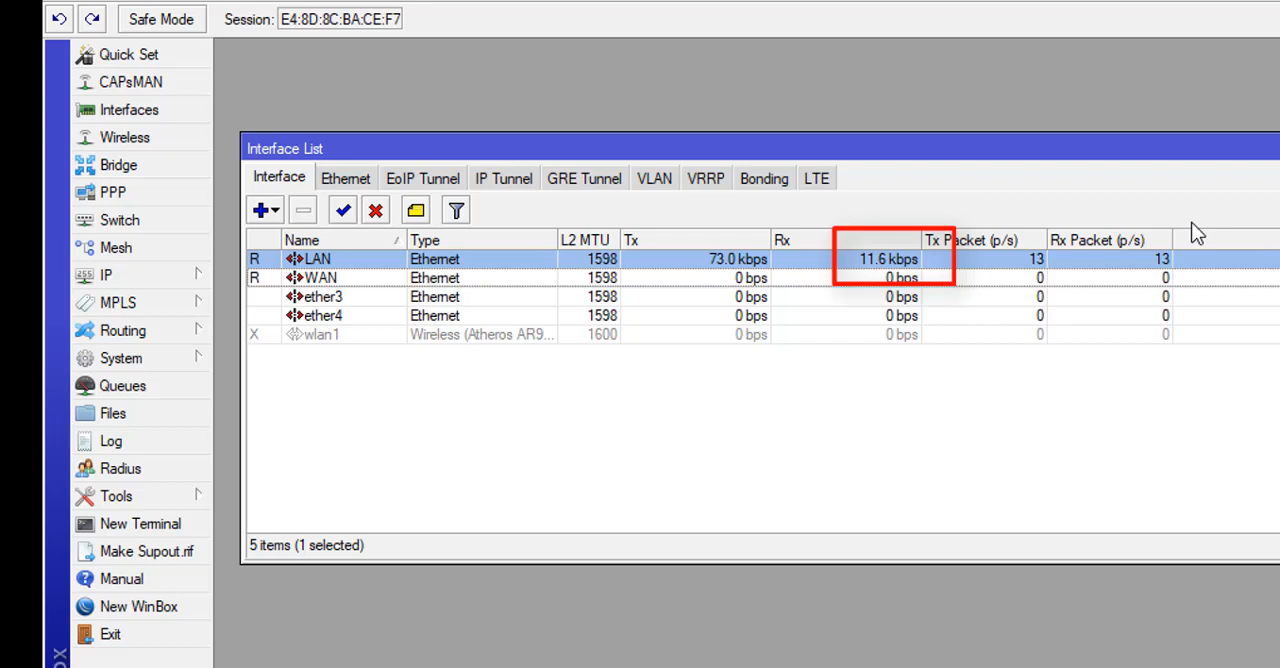 Safe Mode Session: E4:8D:8C:BA:CE:F7
Quick Set
CAPsMAN
Interfaces
Wireless
Bridge
PPP
Switch
Mesh
IP
MPLS
Routing
System
Queues
Files
Log
Radius
Tools
New Terminal
Make Supout.rif
Manual
New WinBox
Exit
Interface List
Interface Ethernet EoIP Tunnel IP Tunnel GRE Tunnel VLAN VRRP Bonding LTE
Name Type L2 MTU Tx Rx Tx Packet (p/s) Rx Packet (p/s)
R LAN Ethernet 1598 73.0 kbps 11.6 kbps 13 13
R WAN Ethernet 1598 0 bps 0 bps 0 0
ether3 Ethernet 1598 0 bps 0 bps 0 0
ether4 Ethernet 1598 0 bps 0 bps 0 0
X wlan1 Wireless (Atheros AR9... 1600 0 bps 0 bps 0 0
5 items (1 selected)